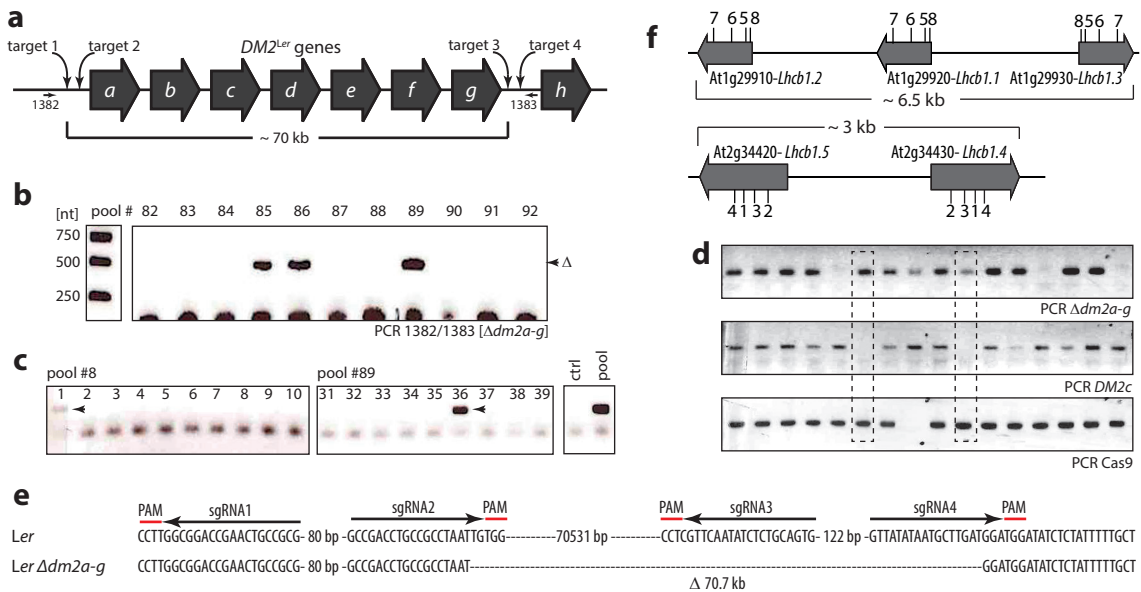 a
target 1
target 2
DM2Ler genes
target 3
target 4
a b c d e f g h
1382
1383
~ 70 kb
b
[nt] pool # 82 83 84 85 86 87 88 89 90 91 92
750
500
250
Δ
PCR 1382/1383 [Δdm2a-g]
c
pool #8
1 2 3 4 5 6 7 8 9 10
pool #89
31 32 33 34 35 36 37 38 39
ctrl
pool
f
7 6 5 8
7 6 5 8
8 5 6 7
At1g29910-Lhcb1.2
At1g29920-Lhcb1.1
At1g29930-Lhcb1.3
~ 6.5 kb
~ 3 kb
At2g34420- Lhcb1.5
At2g34430- Lhcb1.4
4 1 3 2
2 3 1 4
d
PCR Δdm2a-g
PCR DM2c
PCR Cas9
e
PAM sgRNA1 sgRNA2 PAM PAM sgRNA3 sgRNA4 PAM
Ler CCTTGGCGGACCGAACTGCCGCG- 80 bp -GCCGACCTGCCGCCTAATTGTGG---------- 70531 bp ----------CCTCGTTCAATATCTCTGCAGTG- 122 bp -GTTATATAATGCTTGATGGATGGATATCTCTATTTTTGCT
Ler Δdm2a-g CCTTGGCGGACCGAACTGCCGCG- 80 bp -GCCGACCTGCCGCCTAAT----------------------------------------GGATGGATATCTCTATTTTTGCT
Δ 70.7 kb